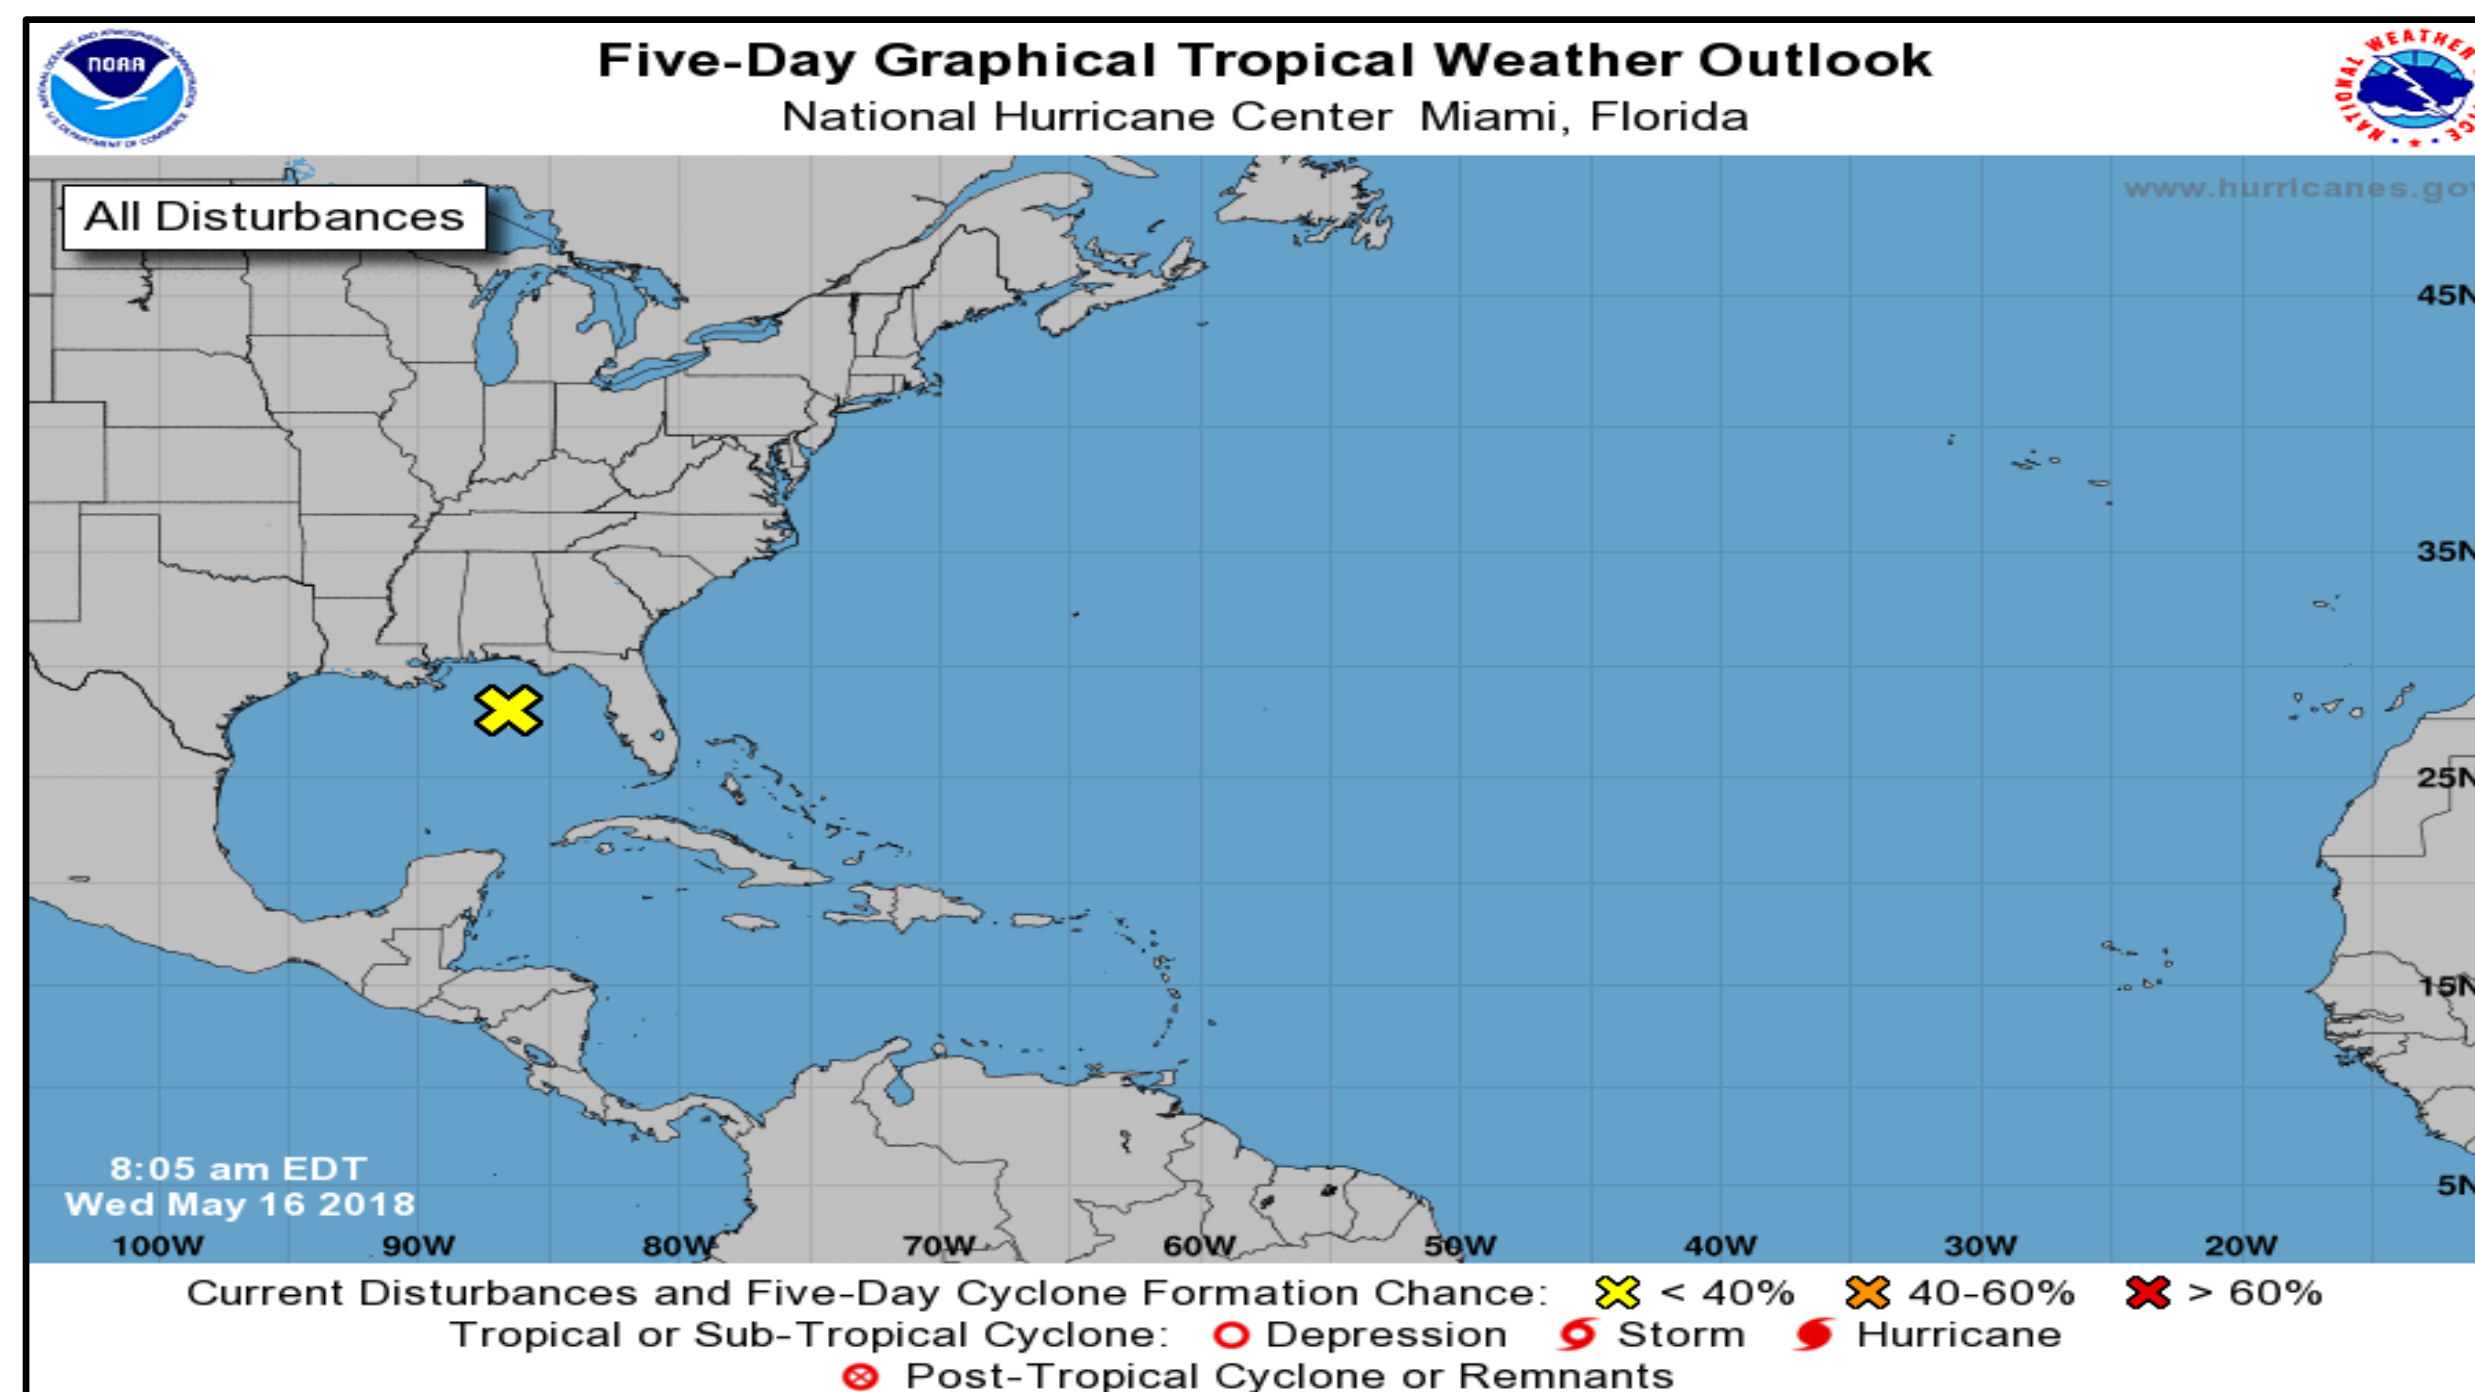 NOAA
Five-Day Graphical Tropical Weather Outlook
National Hurricane Center Miami, Florida
NATIONAL WEATHER
All Disturbances
www.hurricanes.gov
45N
35N
25N
15N
5N
8:05 am EDT
Wed May 16 2018
100W 90W 80W 70W 60W 50W 40W 30W 20W
Current Disturbances and Five-Day Cyclone Formation Chance: < 40% 40-60% > 60%
Tropical or Sub-Tropical Cyclone: Depression Storm Hurricane
Post-Tropical Cyclone or Remnants